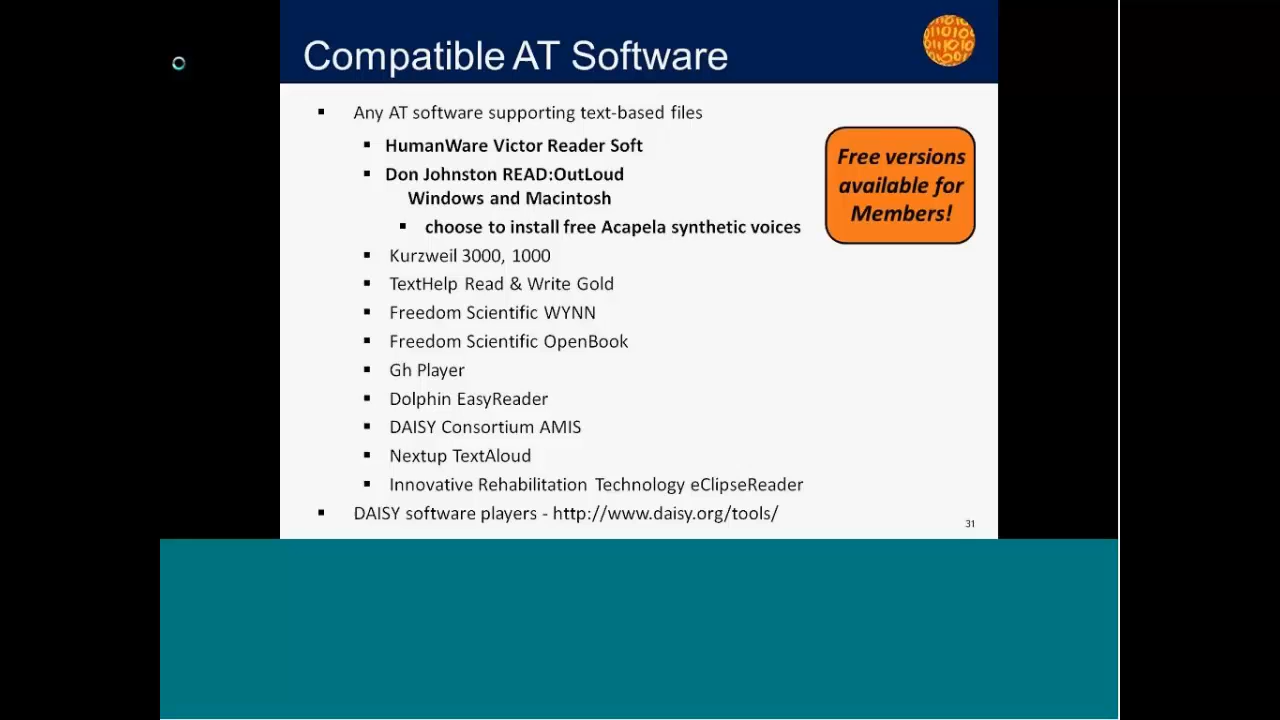 Compatible AT Software
Any AT software supporting text-based files
HumanWare Victor Reader Soft
Don Johnston READ:OutLoud
Windows and Macintosh
choose to install free Acapela synthetic voices
Kurzweil 3000, 1000
TextHelp Read & Write Gold
Freedom Scientific WYNN
Freedom Scientific OpenBook
Gh Player
Dolphin EasyReader
DAISY Consortium AMIS
Nextup TextAloud
Innovative Rehabilitation Technology eClipseReader
DAISY software players - http://www.daisy.org/tools/
Free versions
available for
Members!
31